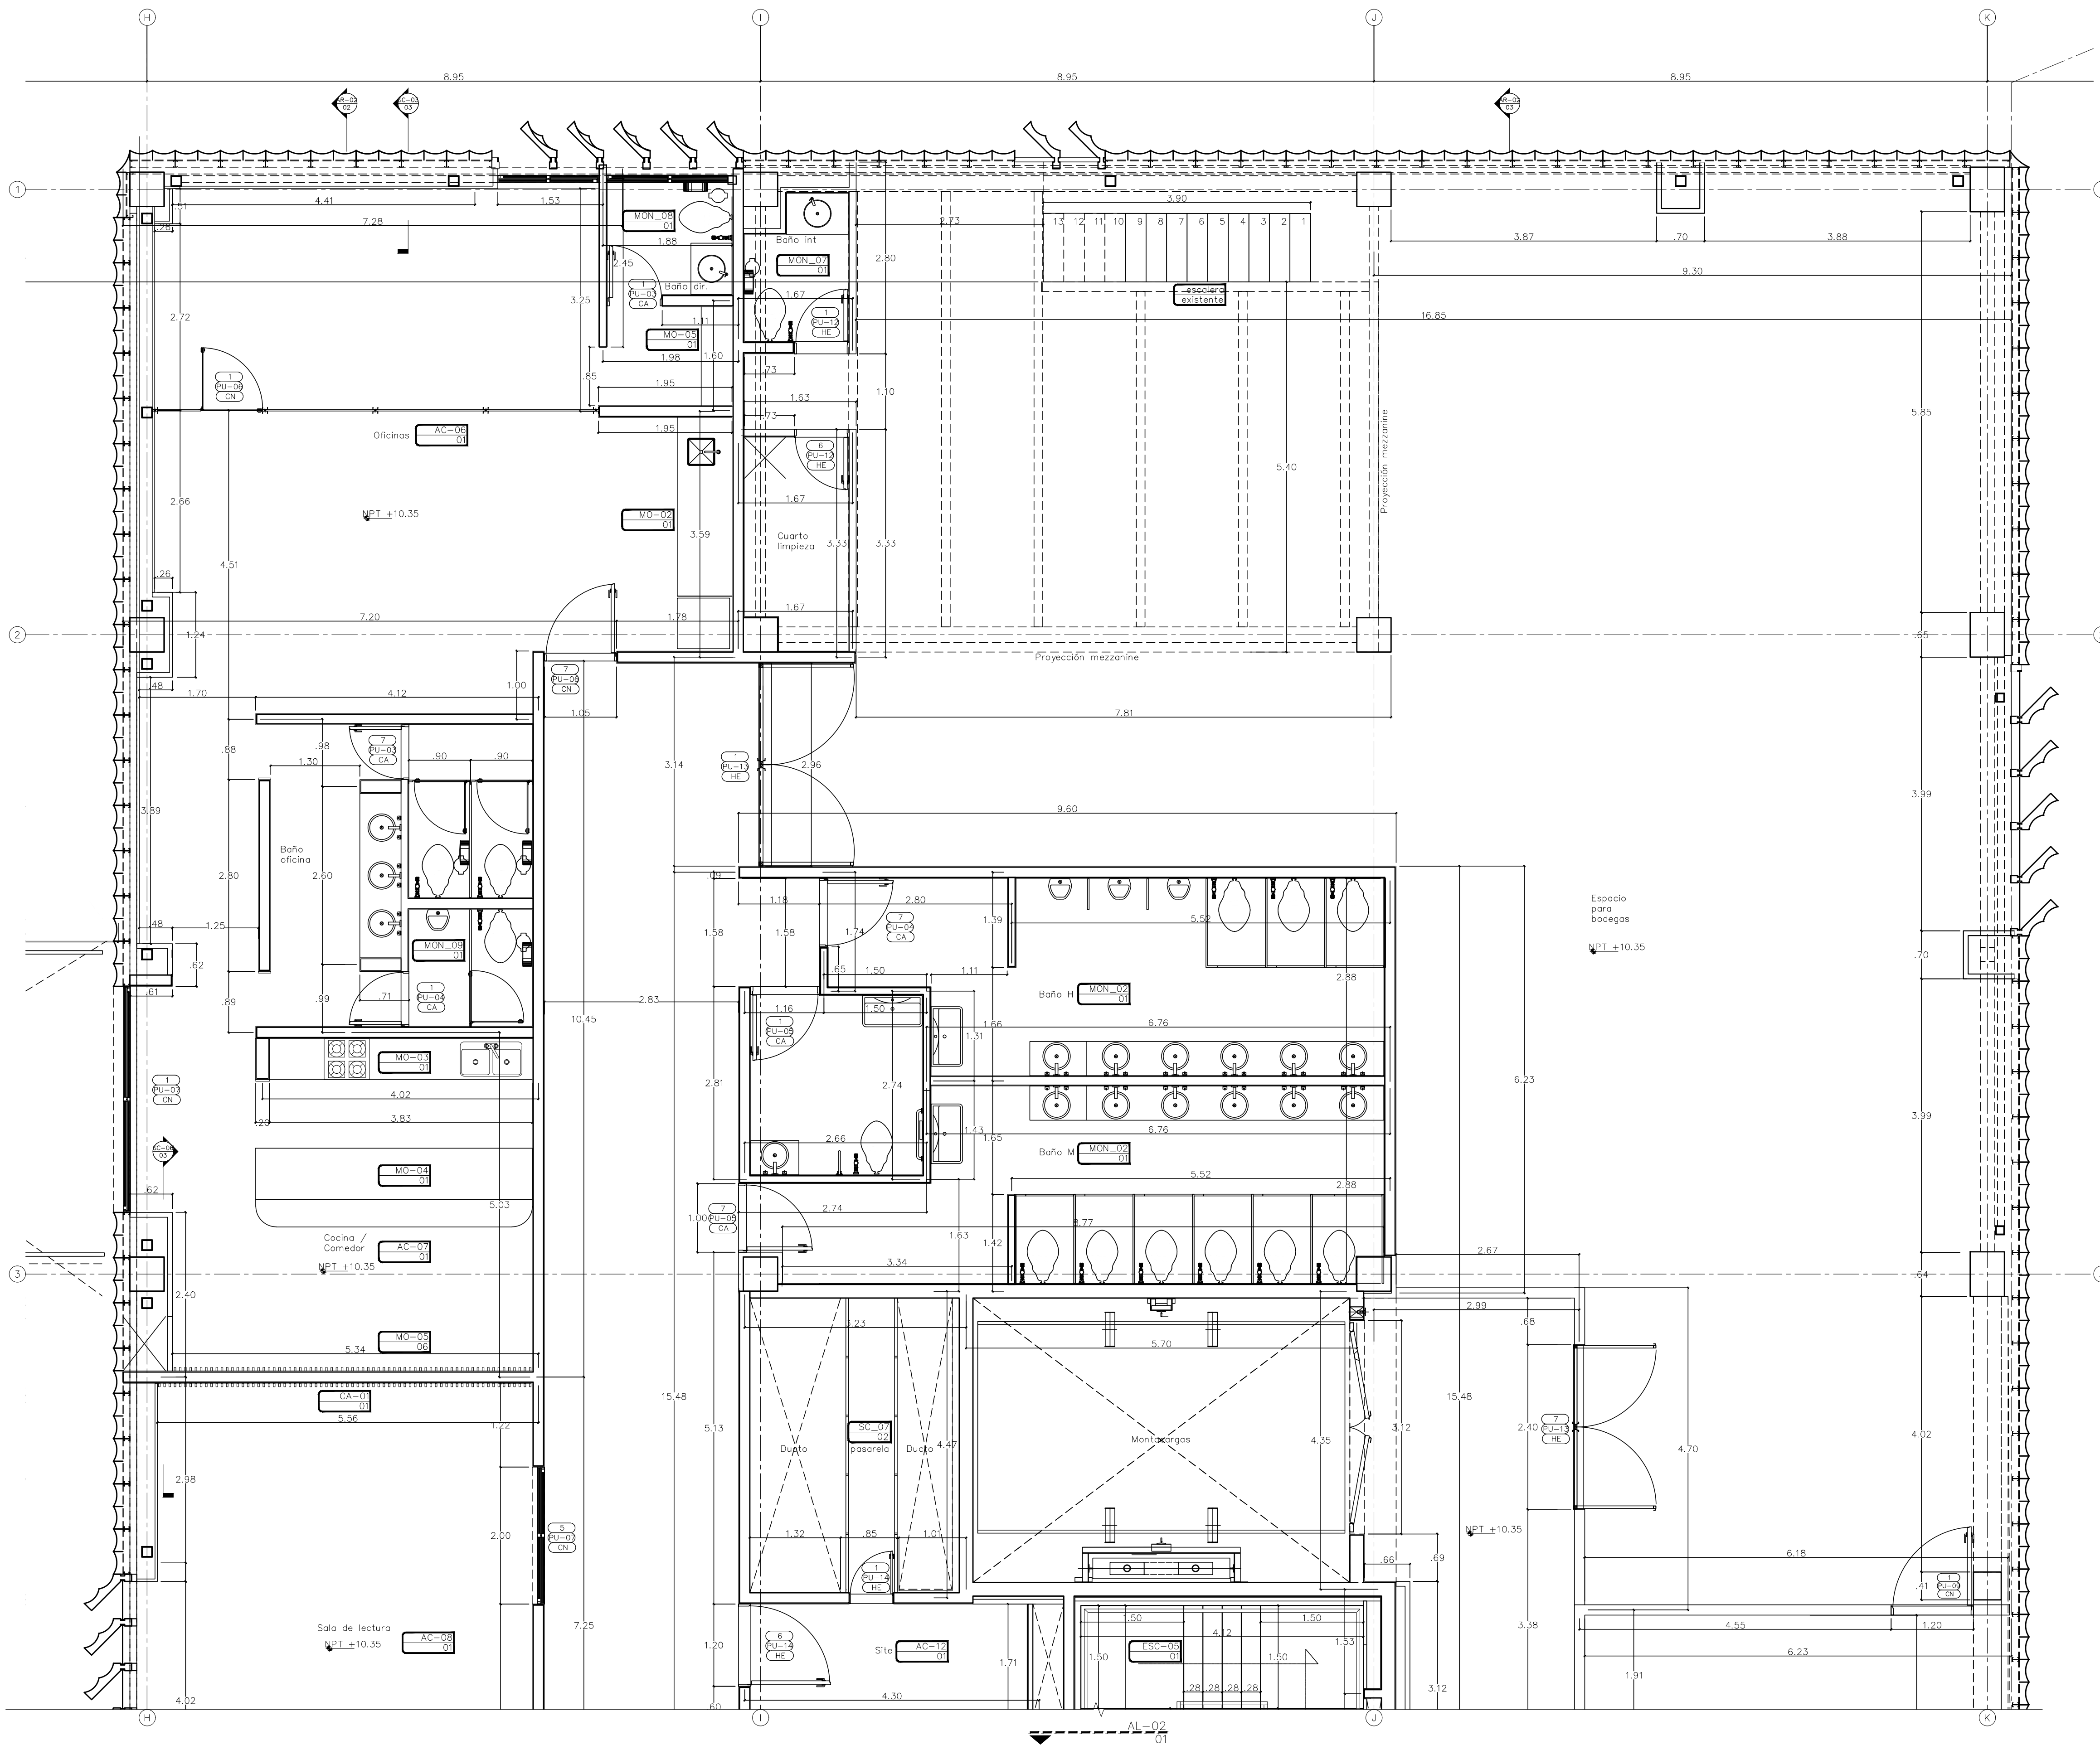 H
I
J
K
8.95
8.95
8.95
AR-02
02
SC-03
03
AR-02
03
1
4.41
1.53
.51
7.28
.26
MON_08
01
1.88
2.45
Baño dir.
1
PU-03
CA
3.25
1.11
MO-05
01
1.98
1.60
.85
1.95
1.95
2.72
1
PU-06
CN
Oficinas
AC-06
01
2.66
NPT +10.35
MO-02
01
3.59
4.51
.26
1.24
7.20
1.78
Baño int
MON_07
01
2.80
1.67
1
PU-12
HE
.73
1.63
.73
1.10
6
PU-12
HE
1.67
Cuarto
limpieza
3.33
3.33
1.67
2.73
3.90
13 12 11 10 9 8 7 6 5 4 3 2 1
escalera
existente
5.40
Proyección mezzanine
Proyección mezzanine
3.87
.70
3.88
9.30
16.85
5.85
.65
2
.48
1.70
4.12
1.00
7
PU-06
CN
1.05
7.81
1
PU-13
HE
3.14
2.96
9.60
3.99
.88
.98
7
PU-03
CA
.90
.90
1.30
3.89
Baño
oficina
2.80
2.60
.48
1.25
MON_09
01
.62
.61
.89
.99
.71
1
PU-04
CA
2.83
10.45
.09
1.18
2.80
7
PU-04
CA
1.58
1.58
1.74
.65
1.50
1.11
1.39
5.52
2.88
Baño H
MON_02
01
1.16
1.50
1
PU-05
CA
1.66
1.31
6.76
2.81
2.74
1.43
1.65
6.76
2.66
Baño M
MON_02
01
5.52
2.88
Espacio
para
bodegas
NPT +10.35
.70
6.23
3.99
MO-03
01
1
PU-07
CN
4.02
.20
3.83
SC-06
03
MO-04
01
.62
5.03
Cocina /
Comedor
AC-07
01
NPT +10.35
3
2.40
MO-05
06
5.34
CA-01
01
5.56
1.22
2.98
2.00
5
PU-07
CN
Sala de lectura
NPT +10.35
AC-08
01
4.02
7.25
1.00
7
PU-05
CA
2.74
1.63
1.42
8.77
3.34
2.67
2.99
.64
.68
3.23
5.70
15.48
5.13
SC_07
02
Ducto
pasarela
Ducto
4.47
Montacargas
4.35
3.12
15.48
2.40
7
PU-13
HE
4.70
4.02
1.32
.85
1.01
1
PU-14
HE
NPT +10.35
.66
.69
6.18
.41
1
PU-09
CN
4.55
1.20
6.23
1.91
3.38
3.12
1.20
6
PU-14
HE
Site
AC-12
01
1.71
4.30
.60
1.50
1.50
4.12
ESC-05
01
1.53
1.50
1.50
.28 .28 .28 .28
H
I
J
K
AL-02
01